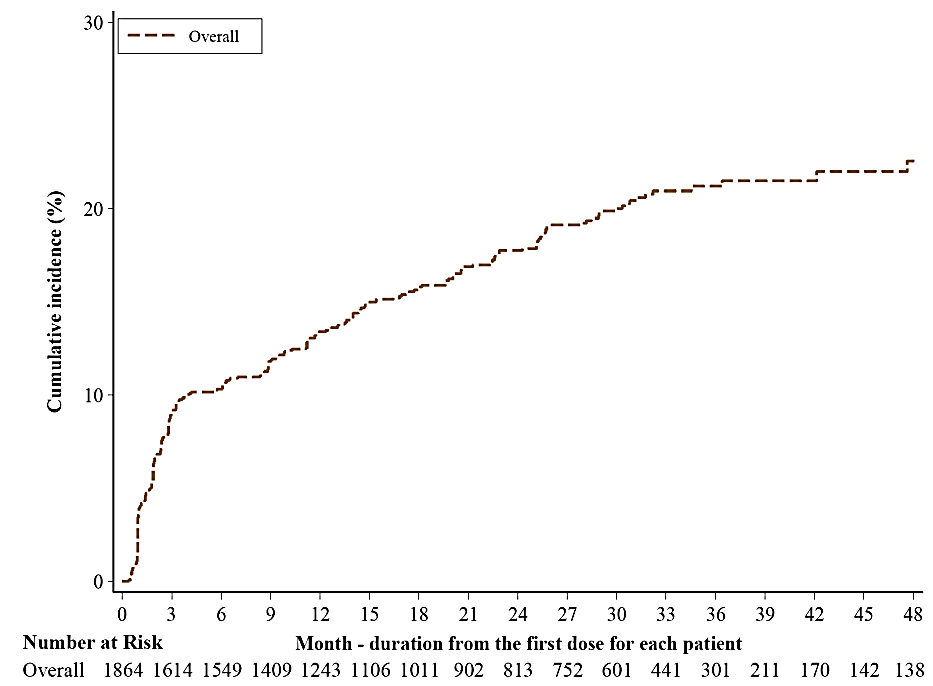 30
Overall
20
10
0
Cumulative incidence (%)
0 3 6 9 12 15 18 21 24 27 30 33 36 39 42 45 48
Number at Risk Month - duration from the first dose for each patient
Overall 1864 1614 1549 1409 1243 1106 1011 902 813 752 601 441 301 211 170 142 138